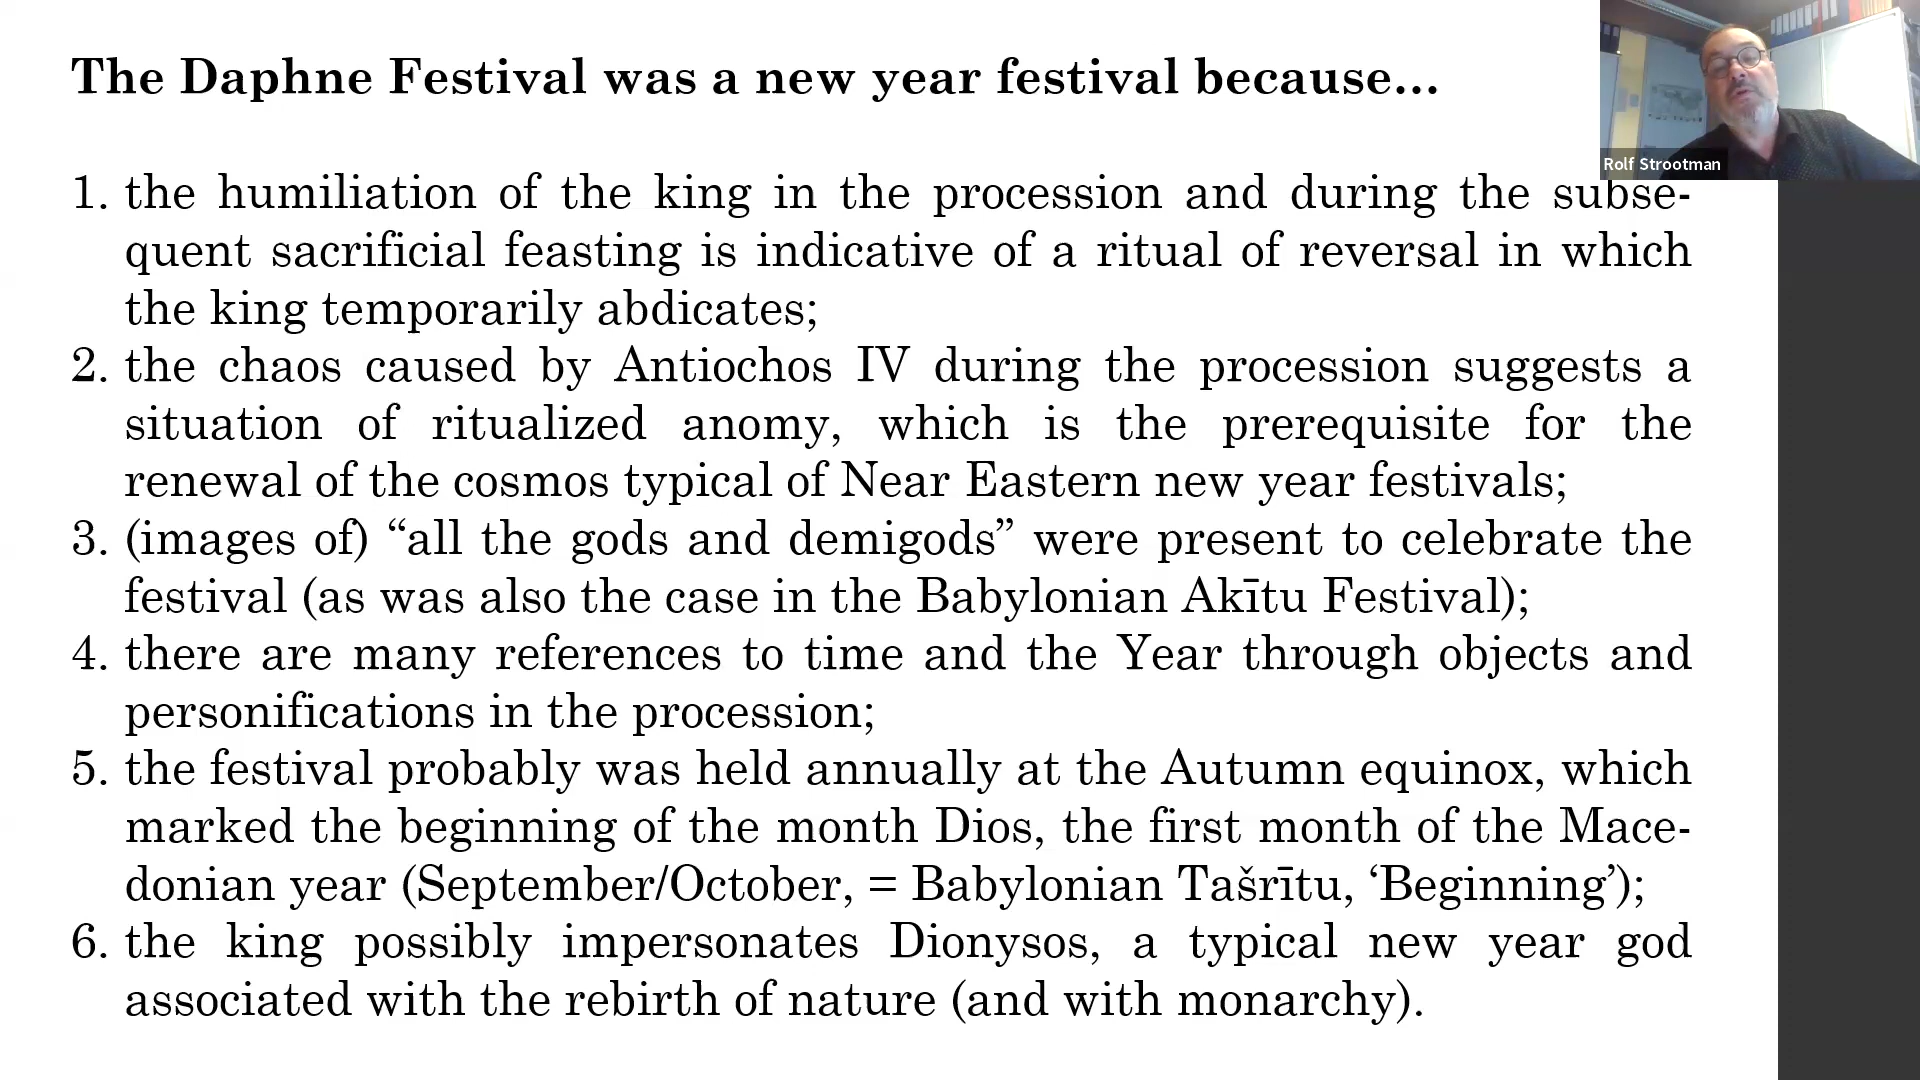 The Daphne Festival was a new year festival because…
Rolf Strootman
1. the humiliation of the king in the procession and during the subse-
quent sacrificial feasting is indicative of a ritual of reversal in which
the king temporarily abdicates;
2. the chaos caused by Antiochos IV during the procession suggests a
situation of ritualized anomy, which is the prerequisite for the
renewal of the cosmos typical of Near Eastern new year festivals;
3. (images of) “all the gods and demigods” were present to celebrate the
festival (as was also the case in the Babylonian Akītu Festival);
4. there are many references to time and the Year through objects and
personifications in the procession;
5. the festival probably was held annually at the Autumn equinox, which
marked the beginning of the month Dios, the first month of the Mace-
donian year (September/October, = Babylonian Tašrītu, ‘Beginning’);
6. the king possibly impersonates Dionysos, a typical new year god
associated with the rebirth of nature (and with monarchy).